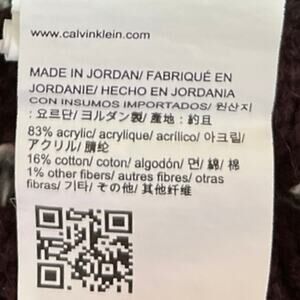 www.calvinklein.com
MADE IN JORDAN/ FABRIQUÉ EN
JORDANIE/ HECHO EN JORDANIA
CON INSUMOS IMPORTADOS/ 원산지
: 요르단/ ヨルダン製/ 產地：約旦
83% acrylic/ acrylique/ acrílico/ 아크릴/
アクリル/ 腈纶
16% cotton/ coton/ algodón/ 면/ 綿/ 棉
1% other fibers/ autres fibres/ otras
fibras/ 기타/ その他/ 其他纤维